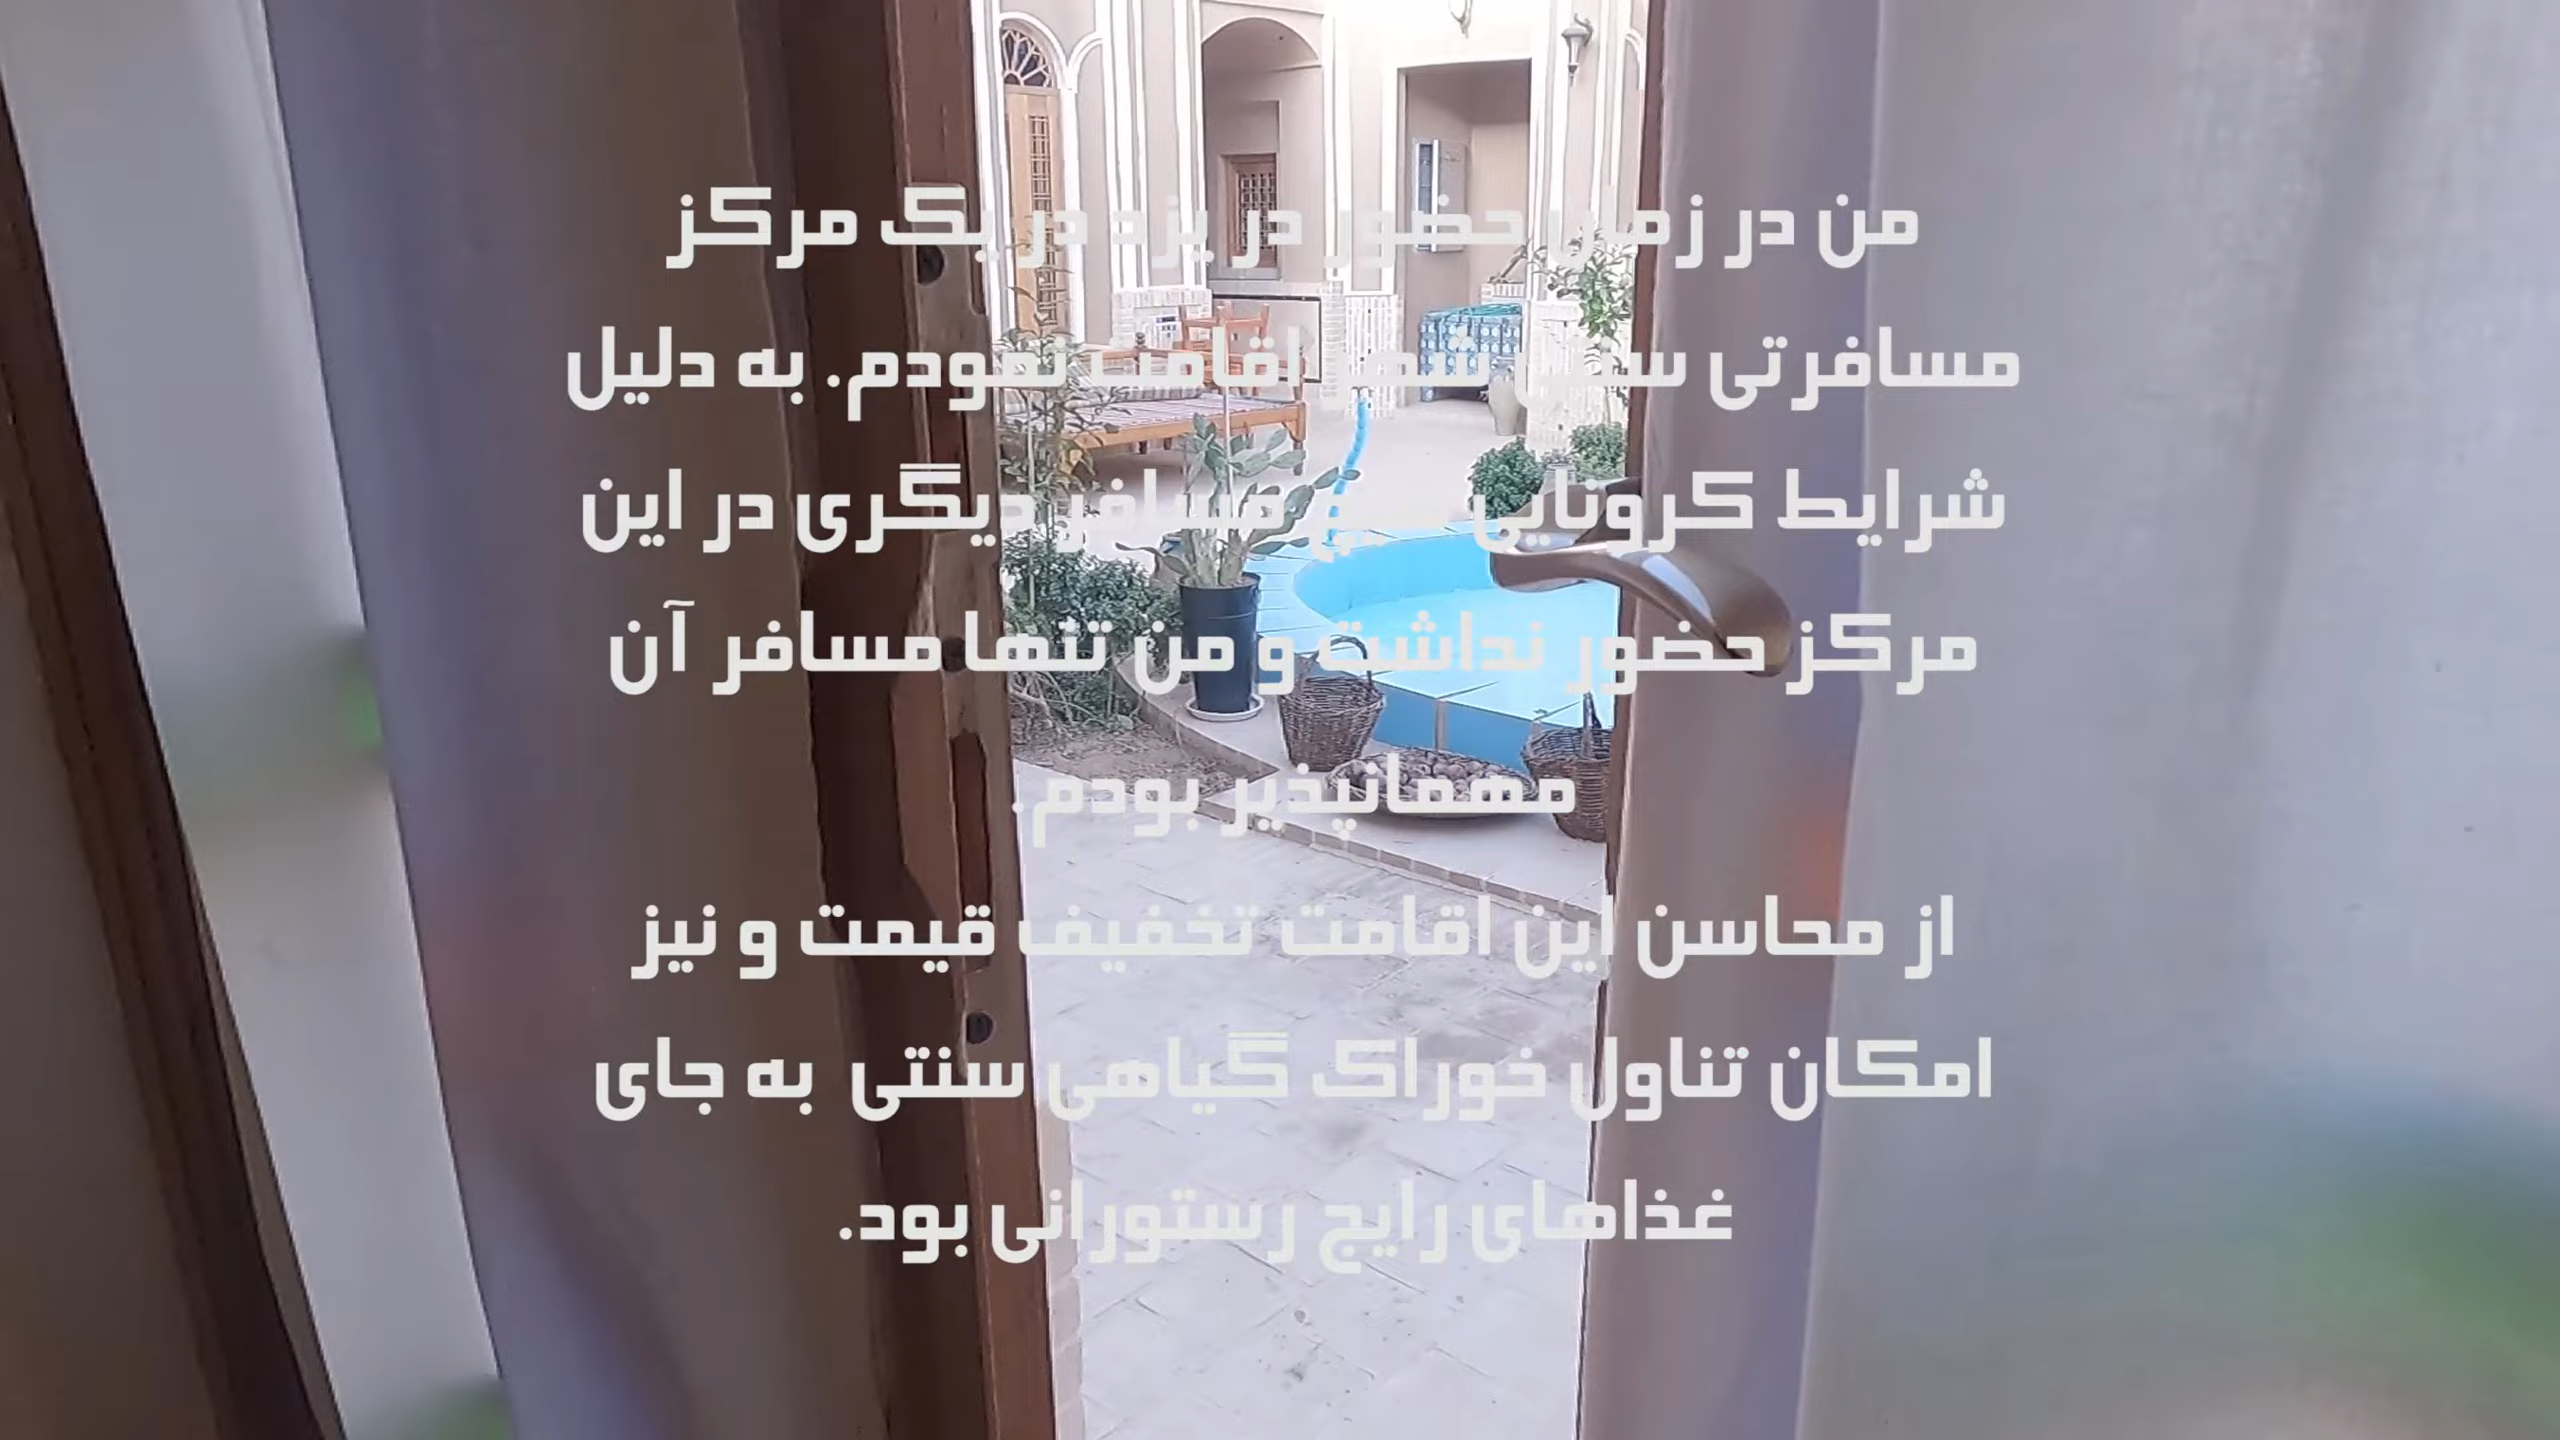 من در زمان حضور در یزد در یک مرکز
مسافرتی سنتی شهر اقامت نمودم. به دلیل
شرایط کرونایی هیچ مسافر دیگری در این
مرکز حضور نداشت و من تنها مسافر آن
مهمانپذیر بودم.
از محاسن این اقامت تخفیف قیمت و نیز
امکان تناول خوراک گیاهی سنتی به جای
غذاهای رایج رستورانی بود.